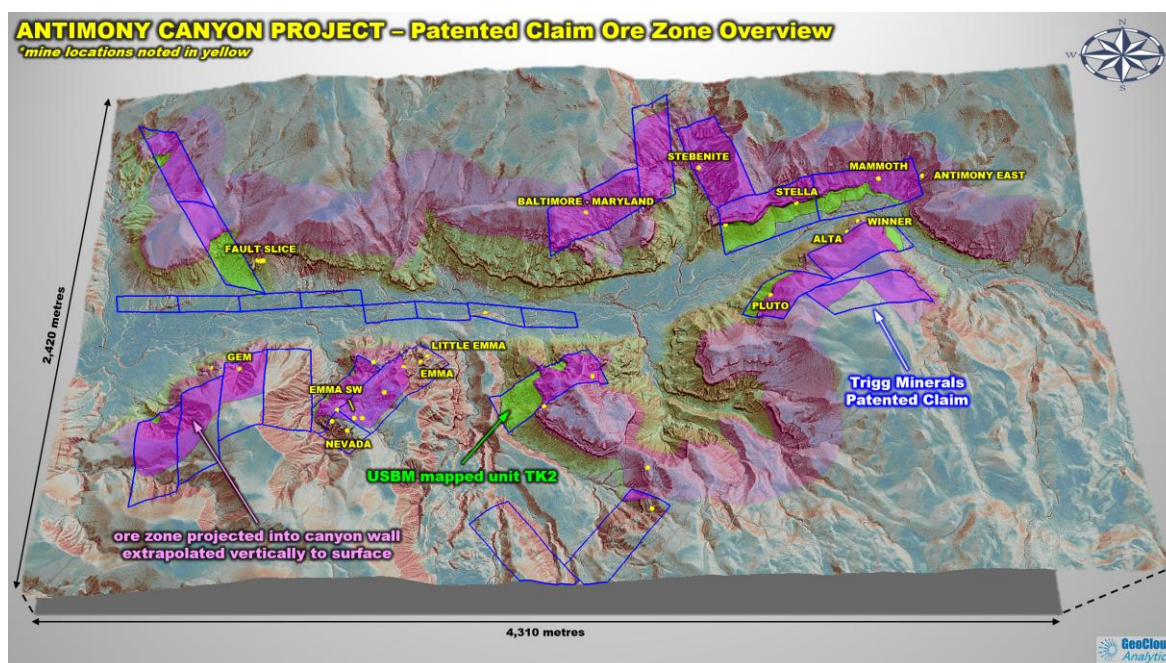 ANTIMONY CANYON PROJECT – Patented Claim Ore Zone Overview
*mine locations noted in yellow
N
W
E
S
STEBENITE
MAMMOTH
ANTIMONY EAST
BALTIMORE - MARYLAND
STELLA
WINNER
ALTA
FAULT SLICE
PLUTO
2,420 metres
LITTLE EMMA
GEM
EMMA
EMMA SW
Trigg Minerals
Patented Claim
NEVADA
USBM mapped unit TK2
ore zone projected into canyon wall
extrapolated vertically to surface
4,310 metres
GeoClou
Analytic